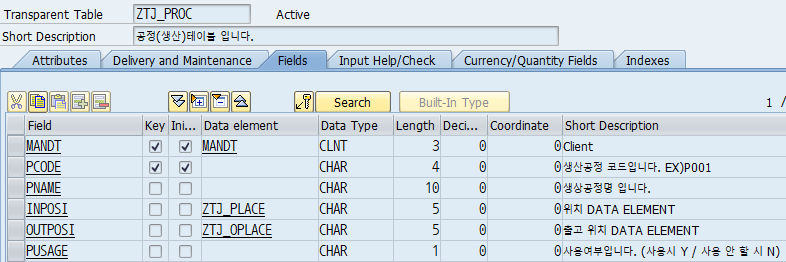 Transparent Table ZTJ_PROC Active
Short Description 공정(생산)테이블 입니다.
Attributes Delivery and Maintenance Fields Input Help/Check Currency/Quantity Fields Indexes
Search Built-In Type 1 /
Field Key Ini... Data element Data Type Length Deci... Coordinate Short Description
MANDT MANDT CLNT 3 0 0 Client
PCODE CHAR 4 0 0 생산공정 코드입니다. EX)P001
PNAME CHAR 10 0 0 생상공정명 입니다.
INPOSI ZTJ_PLACE CHAR 5 0 0 위치 DATA ELEMENT
OUTPOSI ZTJ_OPLACE CHAR 5 0 0 출고 위치 DATA ELEMENT
PUSAGE CHAR 1 0 0 사용여부입니다. (사용시 Y / 사용 안 할 시 N)